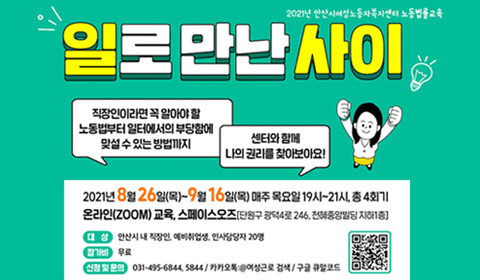 2021년 안산시여성노동자복지센터 노동법률교육
일로 만난 사이
직장인이라면 꼭 알아야 할
노동법부터 일터에서의 부당함에
맞설 수 있는 방법까지
센터와 함께
나의 권리를 찾아보아요!
2021년 8월 26일(목)~9월 16일(목) 매주 목요일 19시~21시, 총 4회기
온라인(ZOOM) 교육, 스페이스오즈[단원구 광덕4로 246, 천혜중앙빌딩 지하1층]
대 상 안산시 내 직장인, 예비취업생, 인사담당자 20명
참가비 무료
신청 및 문의 031-495-6844, 5844 / 카카오톡:@여성근로 검색 / 구글 큐알코드